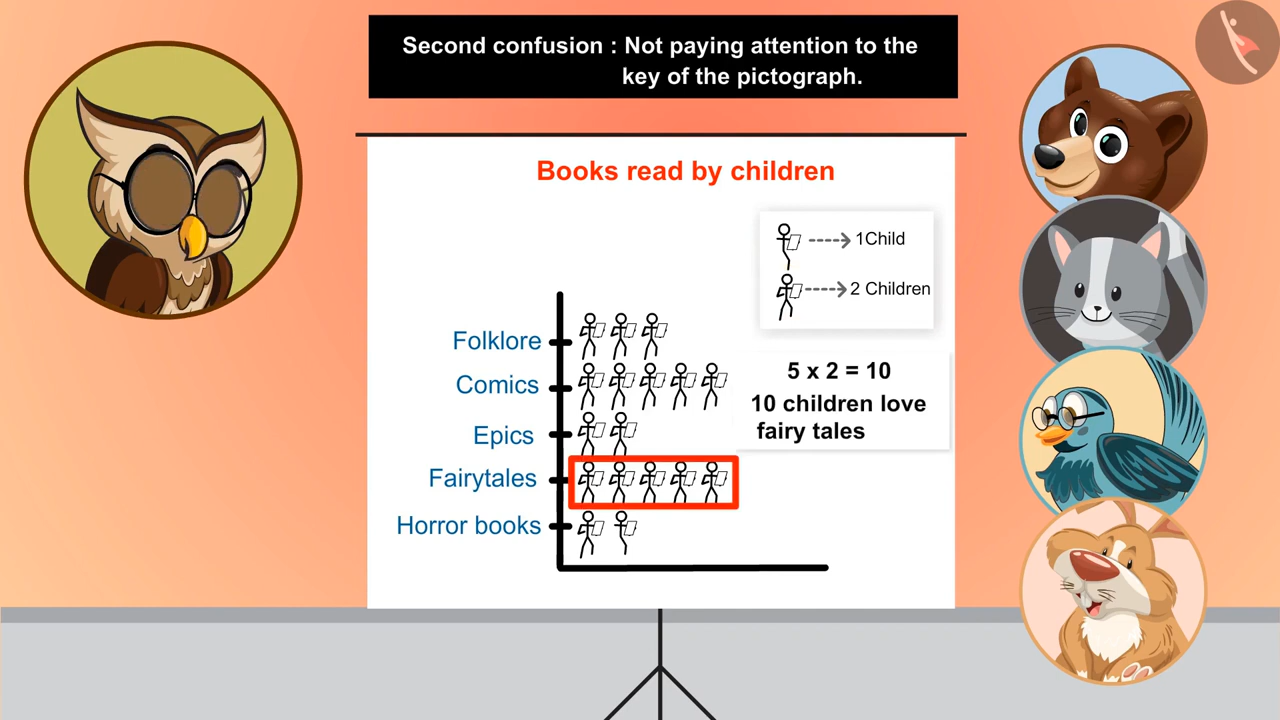 Second confusion : Not paying attention to the
key of the pictograph.
Books read by children
1Child
2 Children
Folklore
Comics
Epics
Fairytales
Horror books
5 x 2 = 10
10 children love
fairy tales